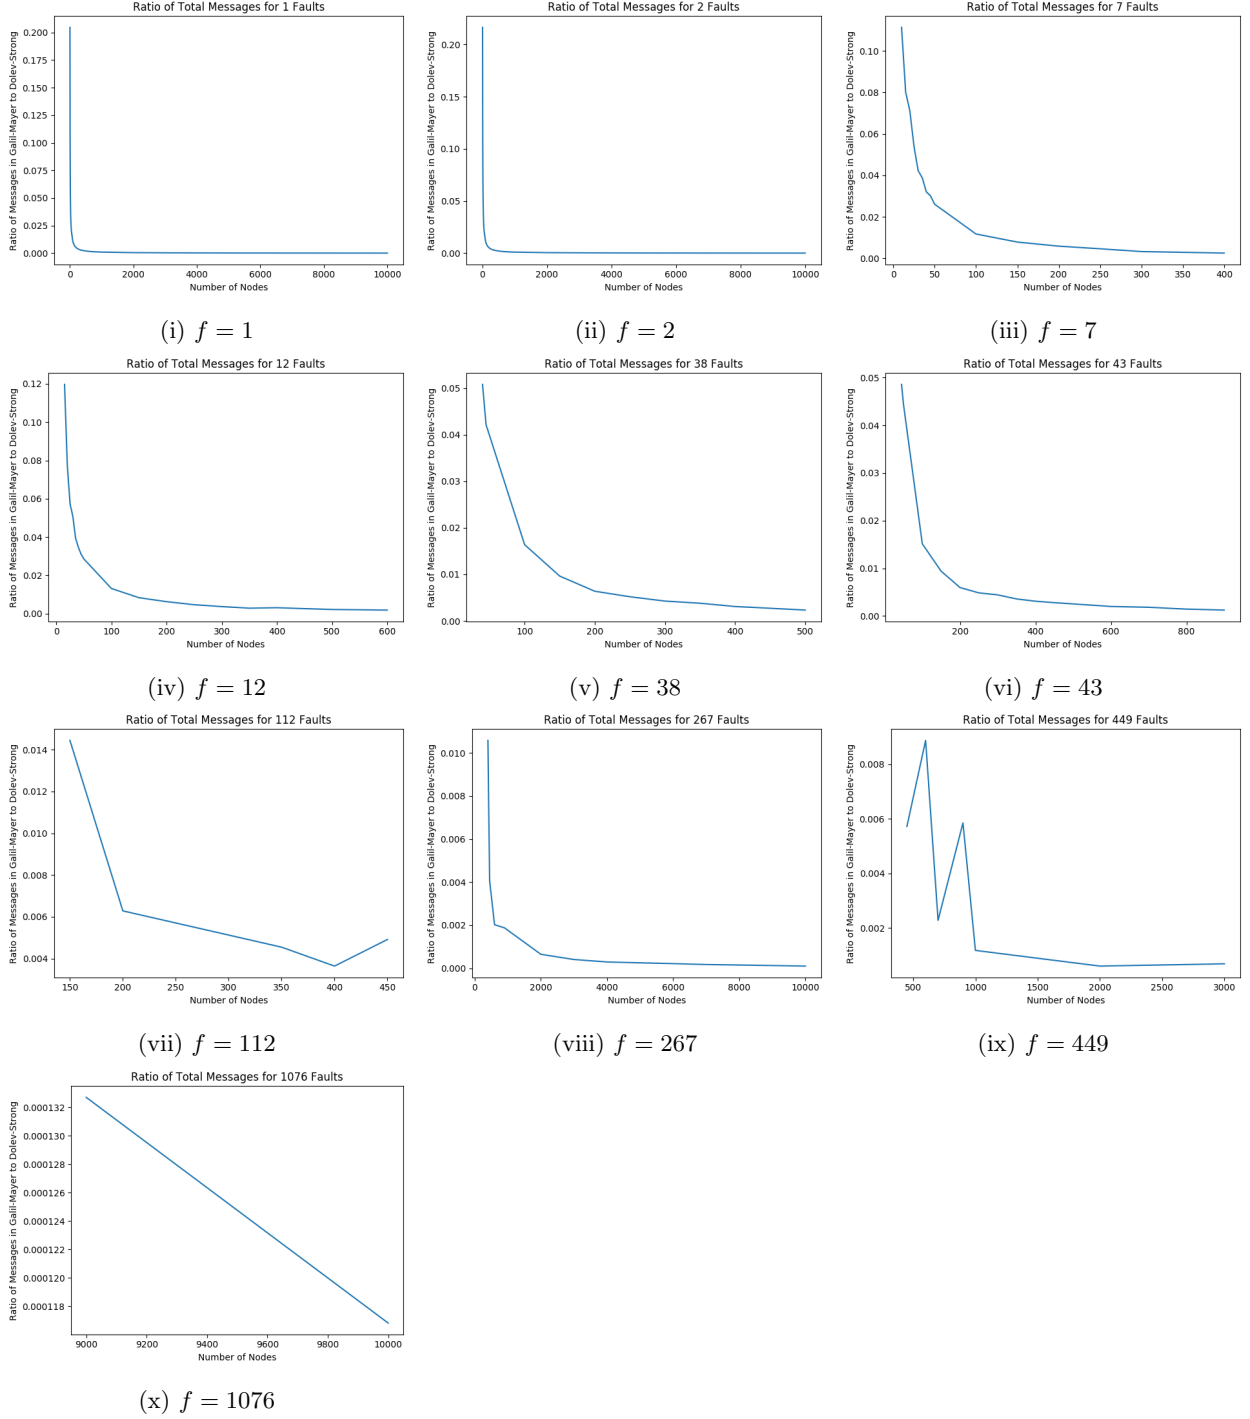 Ratio of Total Messages for 1 Faults
Ratio of Messages in Galil-Mayer to Dolev-Strong
0.200
0.175
0.150
0.125
0.100
0.075
0.050
0.025
0.000
0 2000 4000 6000 8000 10000
Number of Nodes
(i) f = 1
Ratio of Total Messages for 2 Faults
Ratio of Messages in Galil-Mayer to Dolev-Strong
0.20
0.15
0.10
0.05
0.00
0 2000 4000 6000 8000 10000
Number of Nodes
(ii) f = 2
Ratio of Total Messages for 7 Faults
Ratio of Messages in Galil-Mayer to Dolev-Strong
0.10
0.08
0.06
0.04
0.02
0.00
0 50 100 150 200 250 300 350 400
Number of Nodes
(iii) f = 7
Ratio of Total Messages for 12 Faults
Ratio of Messages in Galil-Mayer to Dolev-Strong
0.12
0.10
0.08
0.06
0.04
0.02
0.00
0 100 200 300 400 500 600
Number of Nodes
(iv) f = 12
Ratio of Total Messages for 38 Faults
Ratio of Messages in Galil-Mayer to Dolev-Strong
0.05
0.04
0.03
0.02
0.01
0.00
100 200 300 400 500
Number of Nodes
(v) f = 38
Ratio of Total Messages for 43 Faults
Ratio of Messages in Galil-Mayer to Dolev-Strong
0.05
0.04
0.03
0.02
0.01
0.00
200 400 600 800
Number of Nodes
(vi) f = 43
Ratio of Total Messages for 112 Faults
Ratio of Messages in Galil-Mayer to Dolev-Strong
0.014
0.012
0.010
0.008
0.006
0.004
150 200 250 300 350 400 450
Number of Nodes
(vii) f = 112
Ratio of Total Messages for 267 Faults
Ratio of Messages in Galil-Mayer to Dolev-Strong
0.010
0.008
0.006
0.004
0.002
0.000
0 2000 4000 6000 8000 10000
Number of Nodes
(viii) f = 267
Ratio of Total Messages for 449 Faults
Ratio of Messages in Galil-Mayer to Dolev-Strong
0.008
0.006
0.004
0.002
500 1000 1500 2000 2500 3000
Number of Nodes
(ix) f = 449
Ratio of Total Messages for 1076 Faults
Ratio of Messages in Galil-Mayer to Dolev-Strong
0.000132
0.000130
0.000128
0.000126
0.000124
0.000122
0.000120
0.000118
9000 9200 9400 9600 9800 10000
Number of Nodes
(x) f = 1076